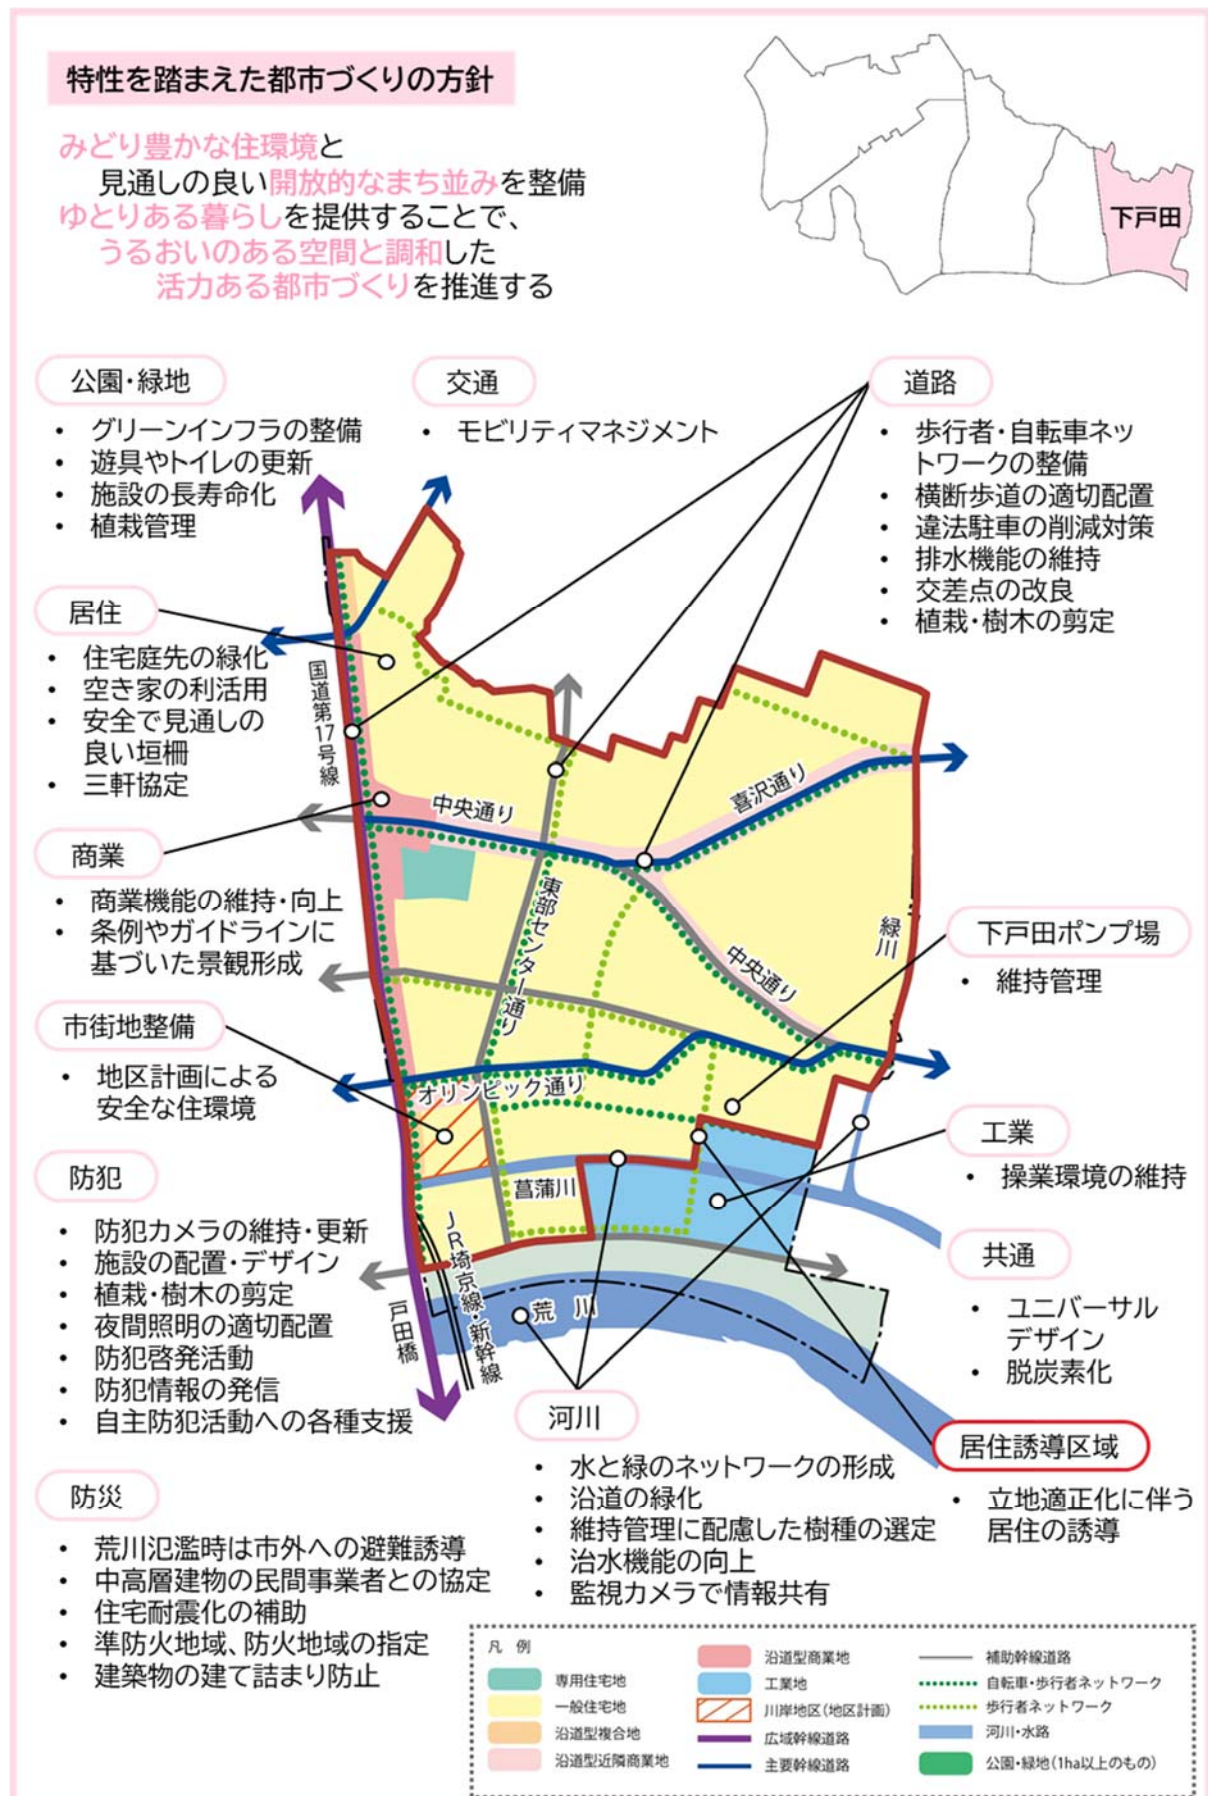 特性を踏まえた都市づくりの方針
みどり豊かな住環境と
見通しの良い開放的なまち並みを整備
ゆとりある暮らしを提供することで、
うるおいのある空間と調和した
活力ある都市づくりを推進する
下戸田
公園・緑地
・ グリーンインフラの整備
・ 遊具やトイレの更新
・ 施設の長寿命化
・ 植栽管理
交通
・ モビリティマネジメント
道路
・ 歩行者・自転車ネッ
トワークの整備
・ 横断歩道の適切配置
・ 違法駐車の削減対策
・ 排水機能の維持
・ 交差点の改良
・ 植栽・樹木の剪定
居住
・ 住宅庭先の緑化
・ 空き家の利活用
・ 安全で見通しの
良い垣柵
・ 三軒協定
商業
・ 商業機能の維持・向上
・ 条例やガイドラインに
基づいた景観形成
市街地整備
・ 地区計画による
安全な住環境
防犯
・ 防犯カメラの維持・更新
・ 施設の配置・デザイン
・ 植栽・樹木の剪定
・ 夜間照明の適切配置
・ 防犯啓発活動
・ 防犯情報の発信
・ 自主防犯活動への各種支援
防災
・ 荒川氾濫時は市外への避難誘導
・ 中高層建物の民間事業者との協定
・ 住宅耐震化の補助
・ 準防火地域、防火地域の指定
・ 建築物の建て詰まり防止
国道第17号線
中央通り
喜沢通り
東部センター通り
中央通り
緑川
オリンピック通り
菖蒲川
JR埼京線・新幹線
戸田橋
荒川
下戸田ポンプ場
・ 維持管理
工業
・ 操業環境の維持
共通
・ ユニバーサル
デザイン
・ 脱炭素化
居住誘導区域
・ 立地適正化に伴う
居住の誘導
河川
・ 水と緑のネットワークの形成
・ 沿道の緑化
・ 維持管理に配慮した樹種の選定
・ 治水機能の向上
・ 監視カメラで情報共有
凡 例
専用住宅地
一般住宅地
沿道型複合地
沿道型近隣商業地
沿道型商業地
工業地
川岸地区(地区計画)
広域幹線道路
主要幹線道路
補助幹線道路
自転車・歩行者ネットワーク
歩行者ネットワーク
河川・水路
公園・緑地(1ha以上のもの)